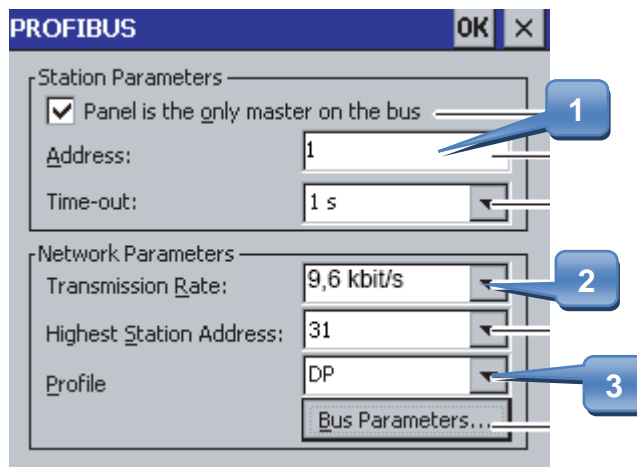 PROFIBUS OK ×
Station Parameters
Panel is the only master on the bus
1
Address: 1
Time-out: 1 s
Network Parameters
Transmission Rate: 9,6 kbit/s
2
Highest Station Address: 31
Profile DP
3
Bus Parameters...